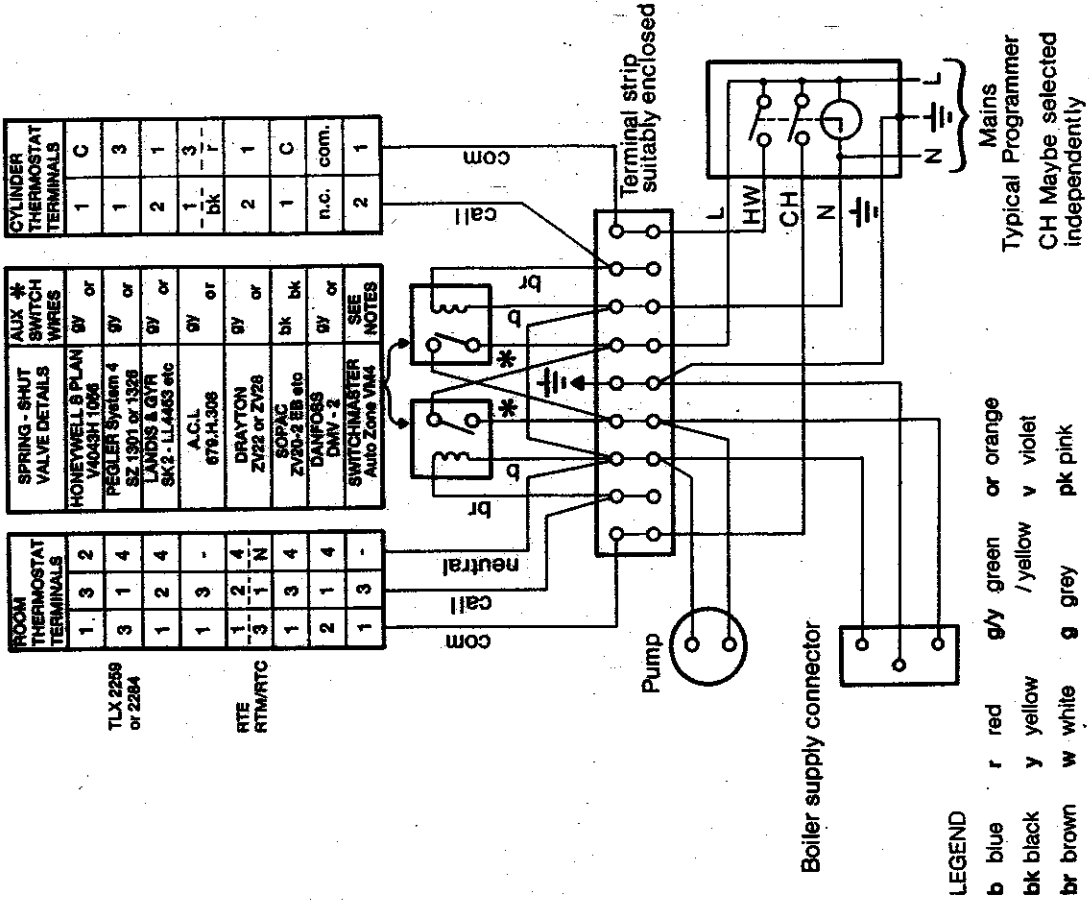 ROOM
THERMOSTAT
TERMINALS
1 3 2
3 1 4
1 2 4
1 3 -
1 2 4
3 1 N
1 3 4
2 1 4
1 3 -
TLX 2259
or 2284
RTE
RTM/RTC
SPRING - SHUT
VALVE DETAILS
AUX *
SWITCH
WIRES
HONEYWELL S PLAN
V4043H 1056
gy or
PEGLER System 4
SZ 1301 or 1326
gy or
LANDIS & GYR
SK2 - LL4463 etc
gy or
A.C.L
679.H.308
gy or
DRAYTON
ZV22 or ZV28
gy or
SOPAC
ZV20-2 EB etc
bk bk
DANFOSS
DMV - 2
gy or
SWITCHMASTER
Auto Zone VM4
SEE
NOTES
CYLINDER
THERMOSTAT
TERMINALS
1 C
1 3
2 1
1 3
bk r
2 1
1 C
n.c. com.
2 1
com
call
neutral
br
b
*
*
b
br
call
com
Terminal strip
suitably enclosed
L
HW
CH
N
L
N
Mains
Typical Programmer
CH Maybe selected
independently
Pump
Boiler supply connector
LEGEND
b blue r red g/y green or orange
/yellow
bk black y yellow v violet
br brown w white g grey pk pink